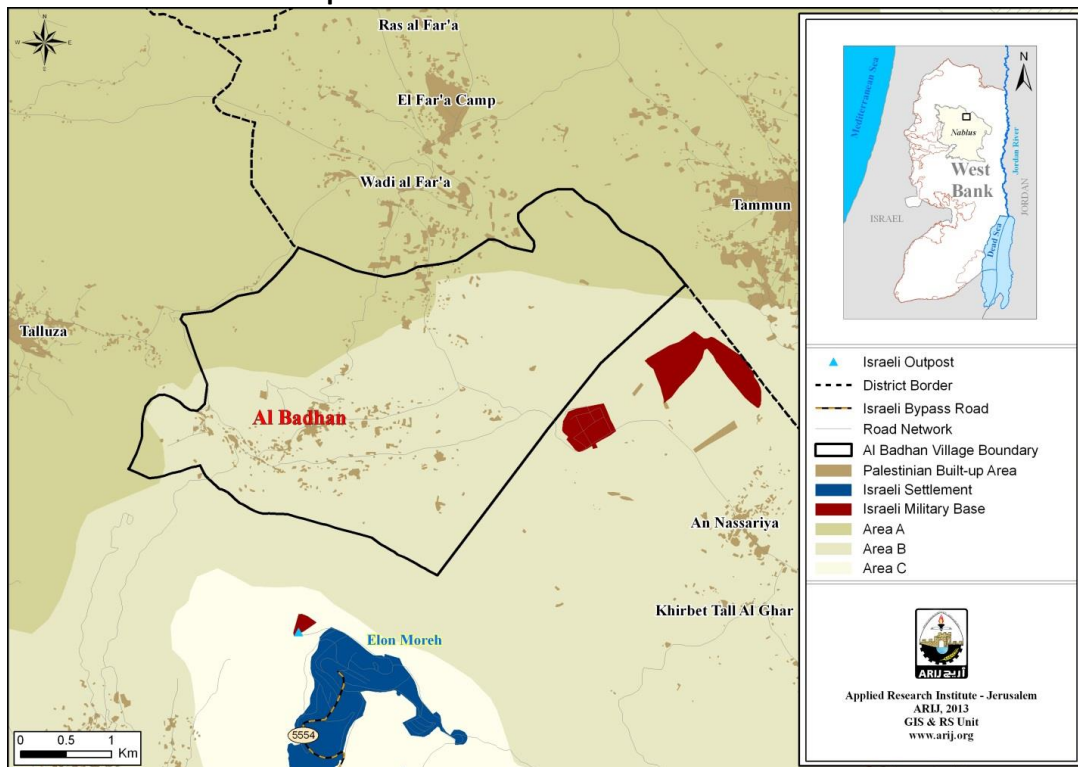 Ras al Far'a
El Far'a Camp
Wadi al Far'a
Tammun
Talluza
Al Badhan
An Nassariya
Khirbet Tall Al Ghar
Elon Moreh
5554
0 0.5 1
Km
N
E
S
W
N
Mediterranean Sea
Nablus
West
Bank
Jordan River
JORDAN
ISRAEL
Dead Sea
Israeli Outpost
District Border
Israeli Bypass Road
Road Network
Al Badhan Village Boundary
Palestinian Built-up Area
Israeli Settlement
Israeli Military Base
Area A
Area B
Area C
ARIJ أريج
Applied Research Institute - Jerusalem
ARIJ, 2013
GIS & RS Unit
www.arij.org